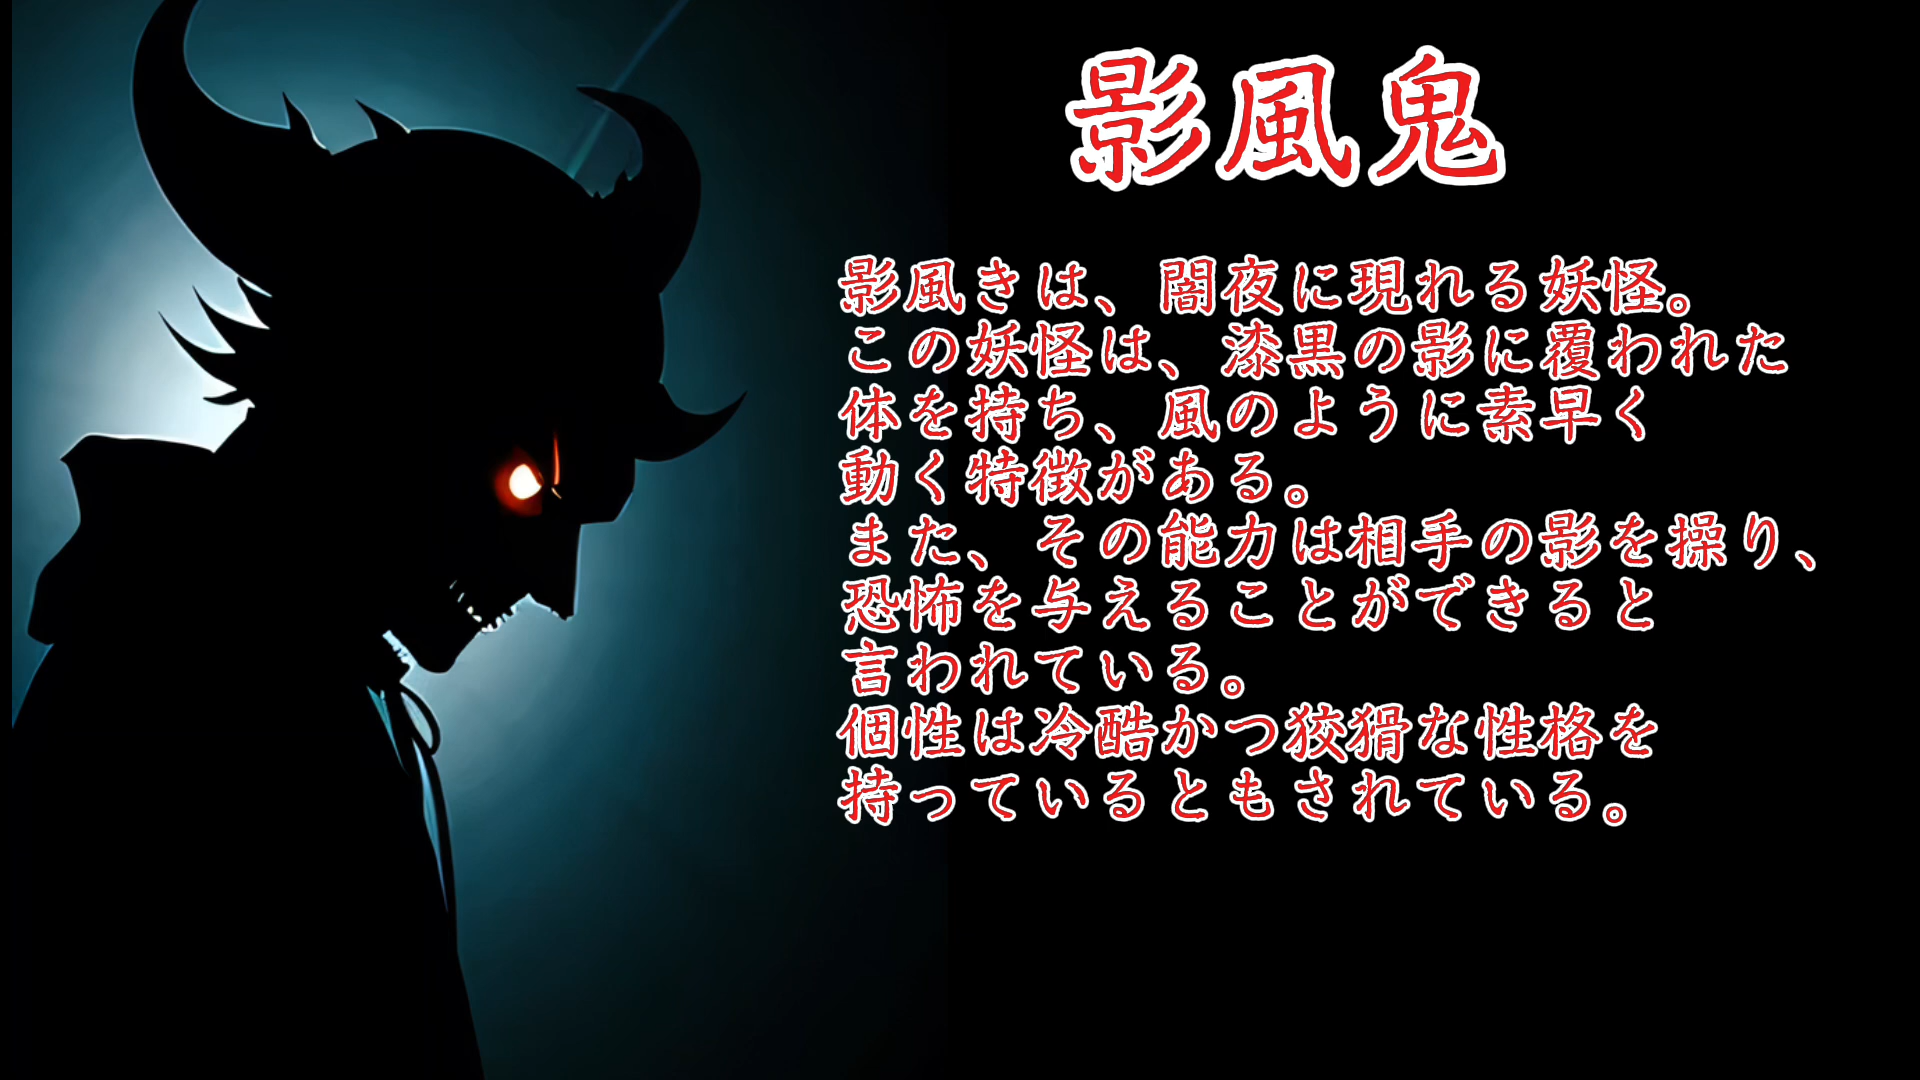 影風鬼
影風きは、闇夜に現れる妖怪。
この妖怪は、漆黒の影に覆われた
体を持ち、風のように素早く
動く特徴がある。
また、その能力は相手の影を操り、
恐怖を与えることができると
言われている。
個性は冷酷かつ狡猾な性格を
持っているともされている。